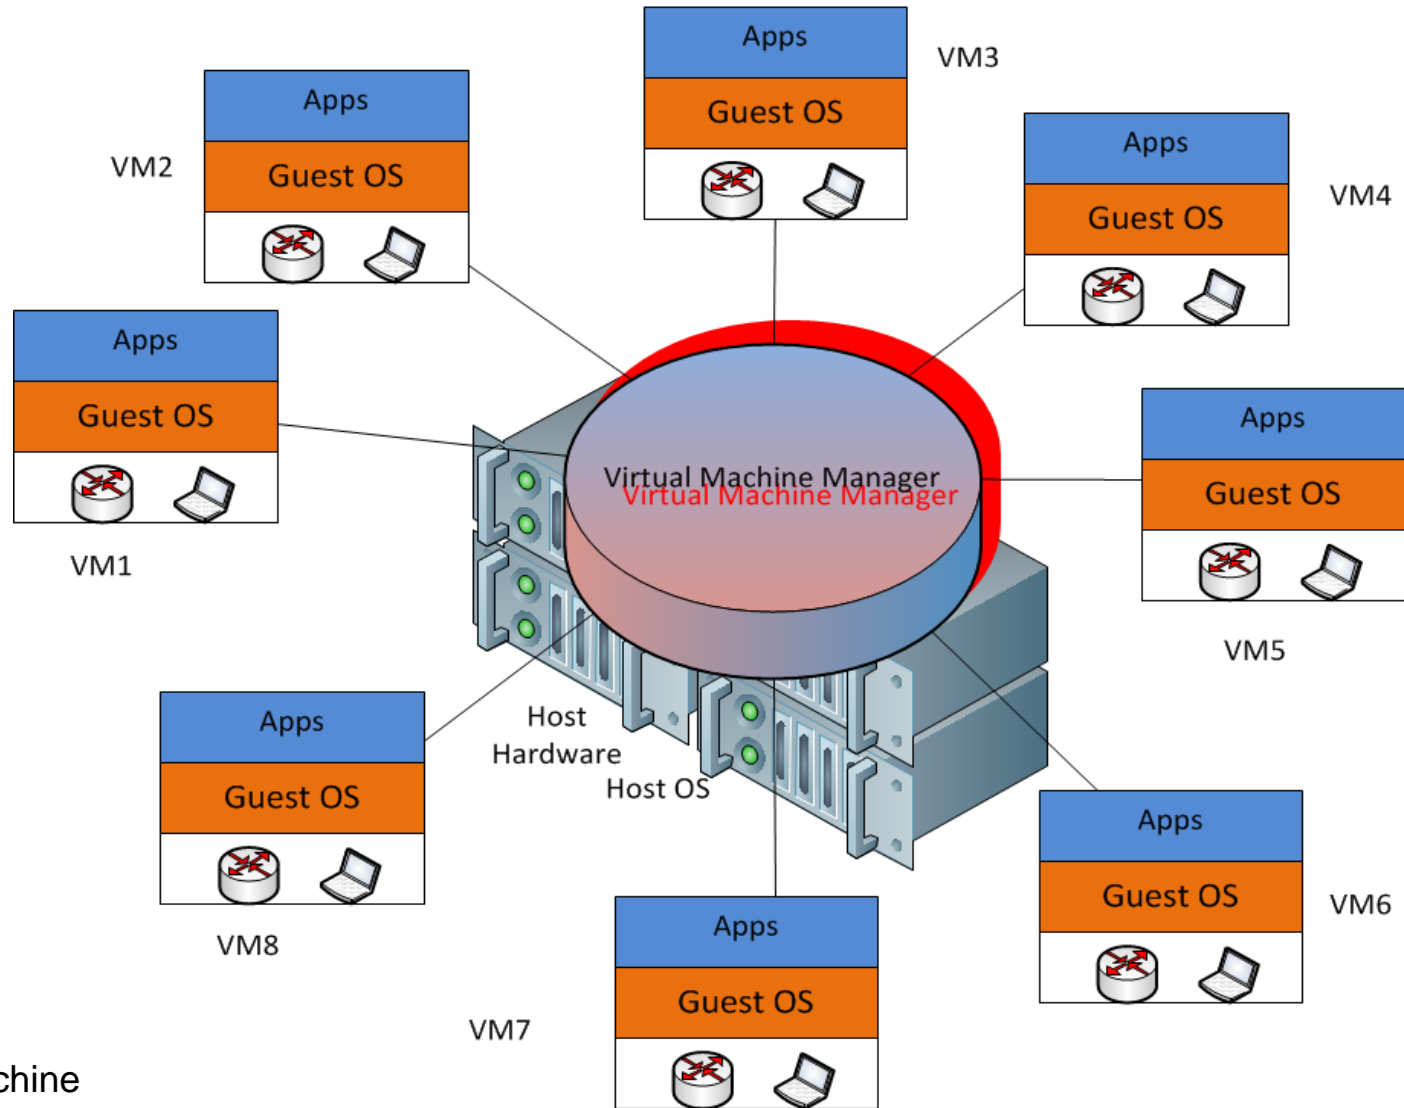 Apps
VM3
Guest OS
Apps
VM2
Guest OS
Apps
VM4
Guest OS
Apps
Guest OS
VM1
Virtual Machine Manager
Virtual Machine Manager
Apps
Guest OS
VM5
Host
Hardware
Host OS
Apps
Guest OS
VM8
Apps
Guest OS
VM6
Apps
Guest OS
VM7
chine